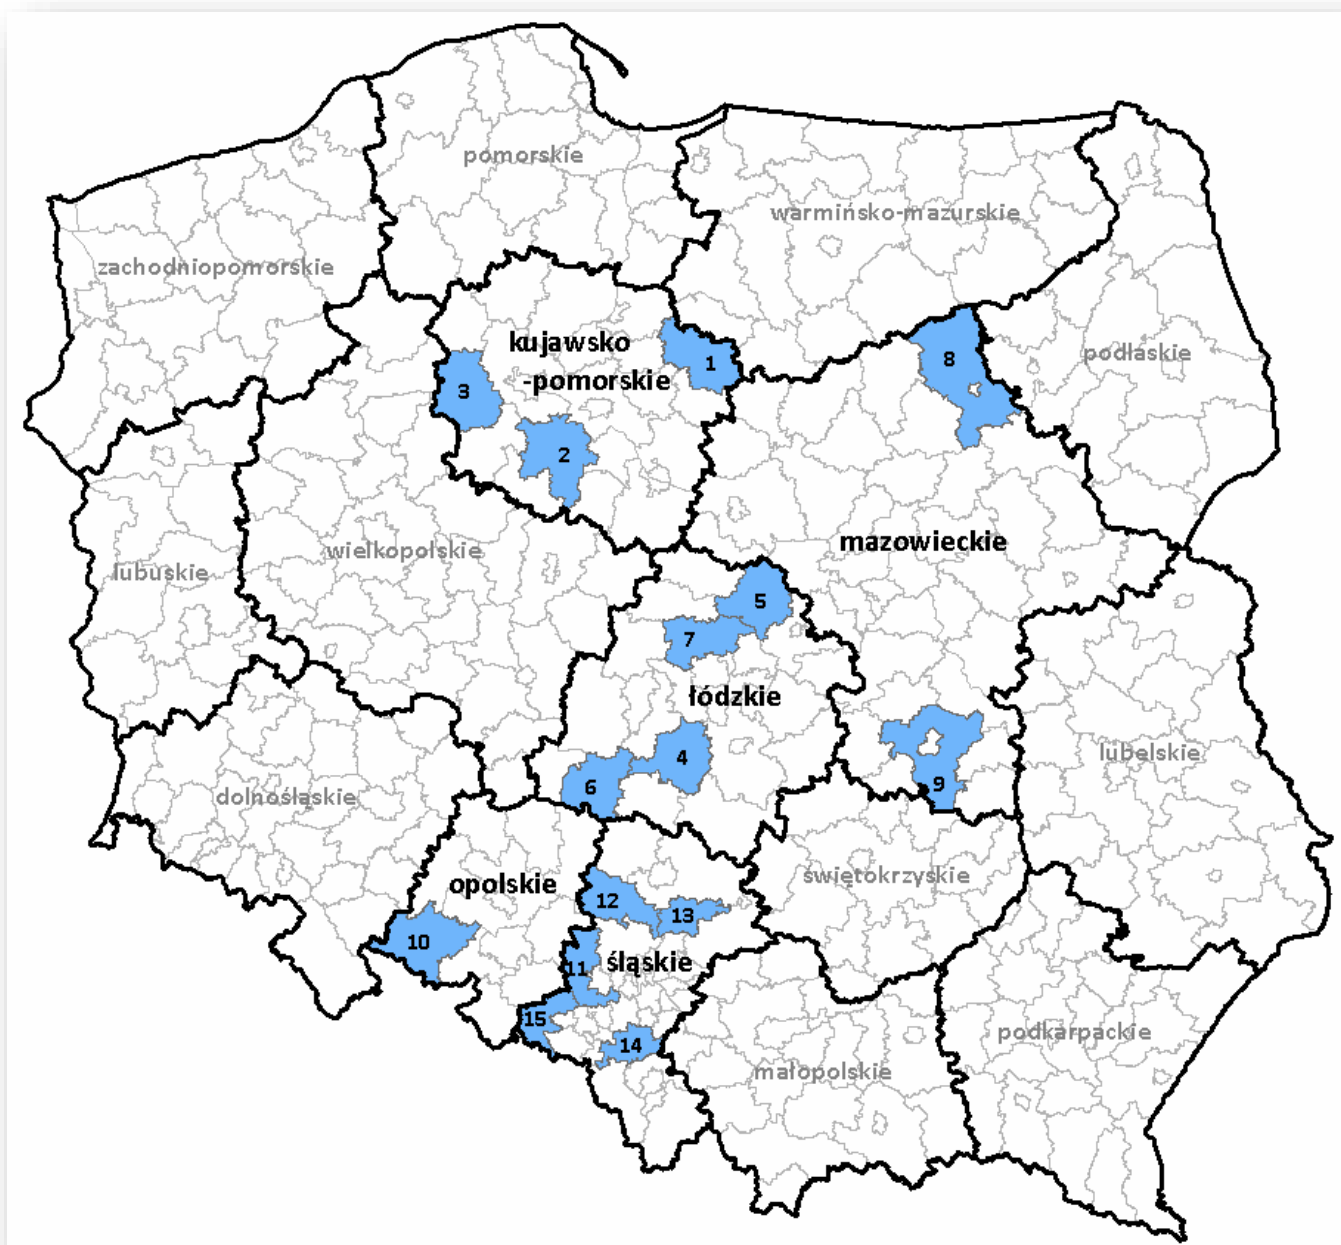 pomorskie
warmińsko-mazurskie
zachodniopomorskie
kujawsko
-pomorskie
1
8
podlaskie
3
2
mazowieckie
wielkopolskie
lubuskie
5
7
łódzkie
4
6
9
lubelskie
dolnośląskie
opolskie
świętokrzyskie
12
13
10
11
śląskie
15
14
podkarpackie
małopolskie